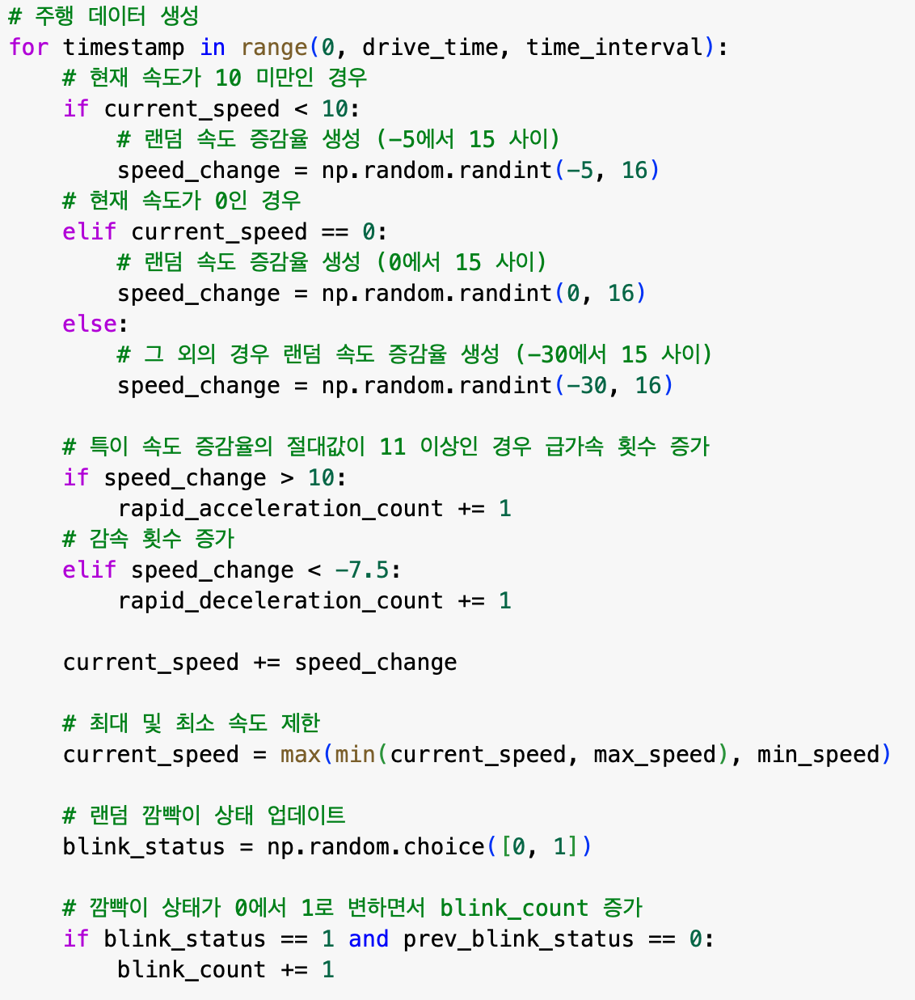 # 주행 데이터 생성
for timestamp in range(0, drive_time, time_interval):
    # 현재 속도가 10 미만인 경우
    if current_speed < 10:
        # 랜덤 속도 증감율 생성 (-5에서 15 사이)
        speed_change = np.random.randint(-5, 16)
    # 현재 속도가 0인 경우
    elif current_speed == 0:
        # 랜덤 속도 증감율 생성 (0에서 15 사이)
        speed_change = np.random.randint(0, 16)
    else:
        # 그 외의 경우 랜덤 속도 증감율 생성 (-30에서 15 사이)
        speed_change = np.random.randint(-30, 16)

    # 특이 속도 증감율의 절대값이 11 이상인 경우 급가속 횟수 증가
    if speed_change > 10:
        rapid_acceleration_count += 1
    # 감속 횟수 증가
    elif speed_change < -7.5:
        rapid_deceleration_count += 1

    current_speed += speed_change

    # 최대 및 최소 속도 제한
    current_speed = max(min(current_speed, max_speed), min_speed)

    # 랜덤 깜빡이 상태 업데이트
    blink_status = np.random.choice([0, 1])

    # 깜빡이 상태가 0에서 1로 변하면서 blink_count 증가
    if blink_status == 1 and prev_blink_status == 0:
        blink_count += 1